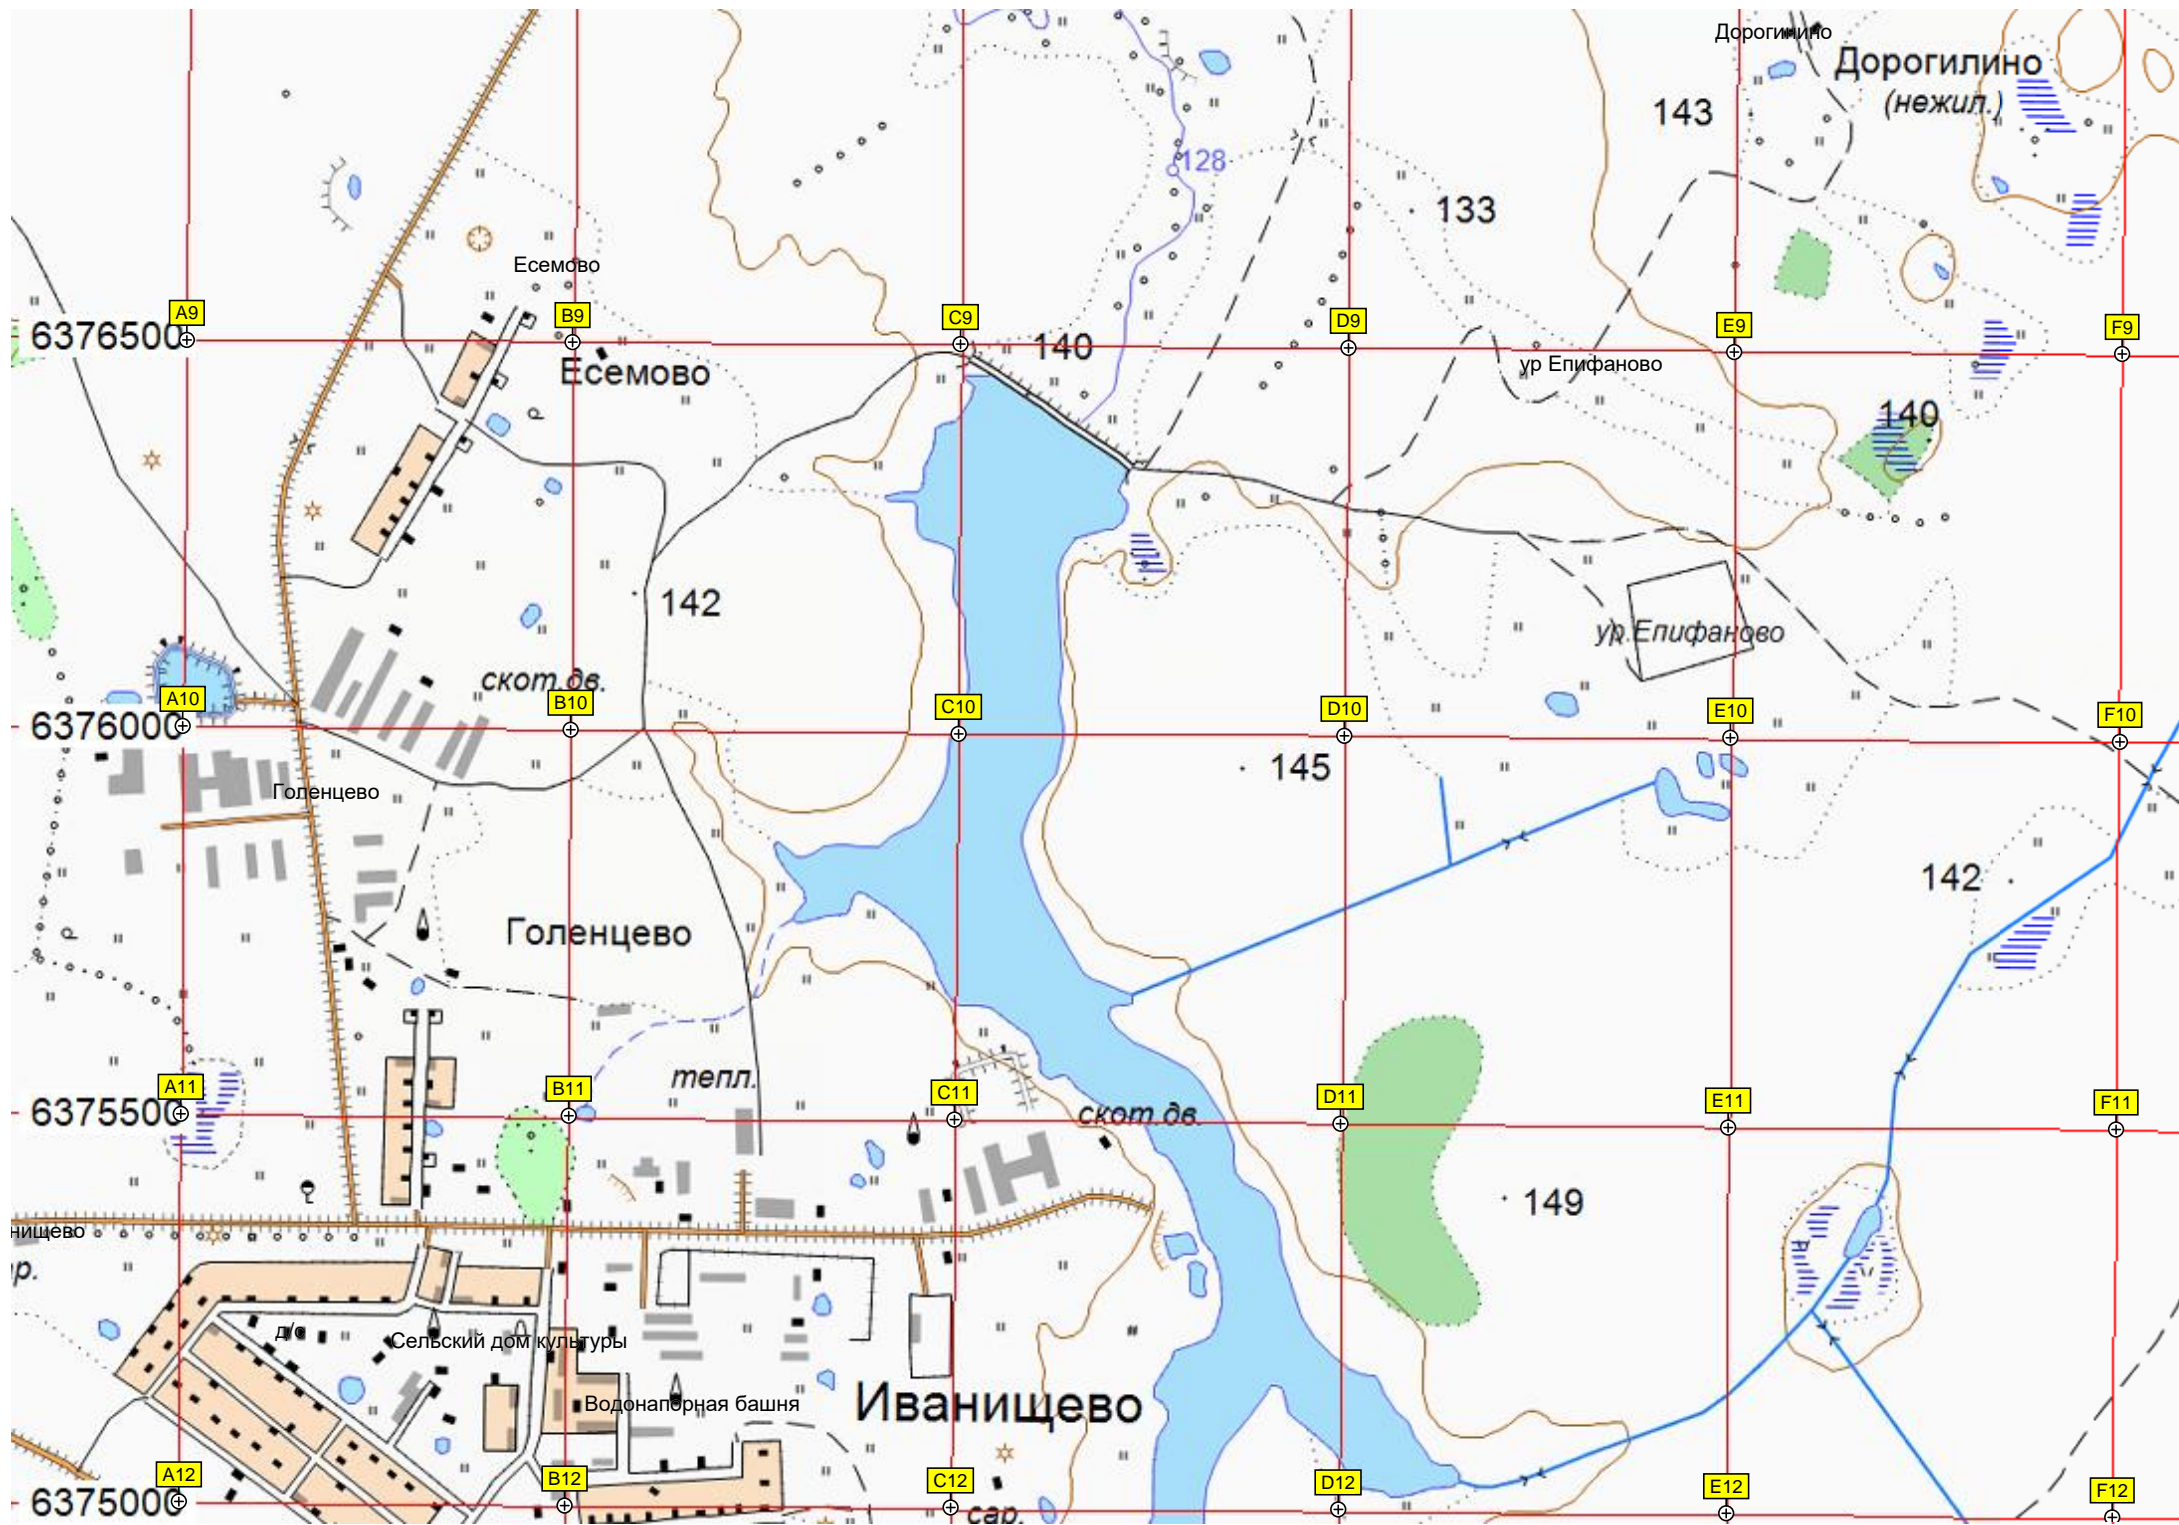 Дорогинино
Дорогилино
(нежил.)
143
128
133
Есемово
A9
B9
C9
D9
E9
F9
6376500
140
Есемово
ур Епифаново
140
142
ур.Епифаново
скот.дв.
A10
B10
C10
D10
E10
F10
6376000
145
Голенцево
142
Голенцево
тепл.
A11
B11
C11
D11
E11
F11
6375500
скот.дв.
149
нищево
р.
д/с
Сельский дом культуры
Водонапорная башня
Иванищево
A12
B12
C12
D12
E12
F12
6375000
сар.